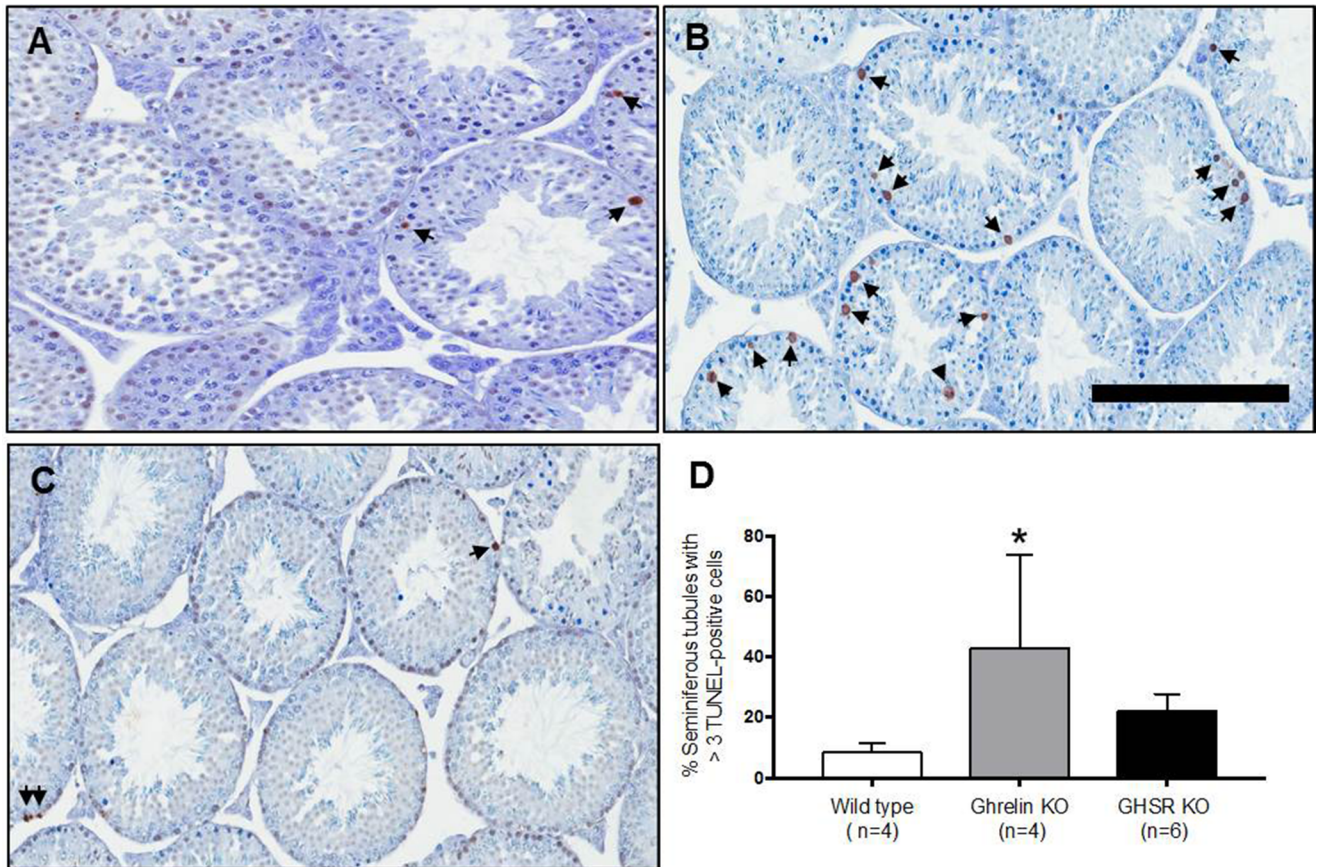 A
B
C
D
% Seminiferous tubules with
> 3 TUNEL-positive cells
80
60
40
20
0
*
Wild type
( n=4)
Ghrelin KO
(n=4)
GHSR KO
(n=6)